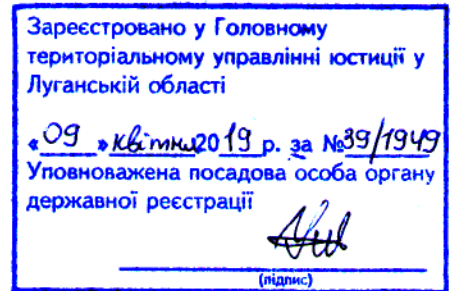 Зареєстровано у Головному
територіальному управлінні юстиції у
Луганській області
«09» квітня 2019 р. за №39/1949
Уповноважена посадова особа органу
державної реєстрації
(підпис)